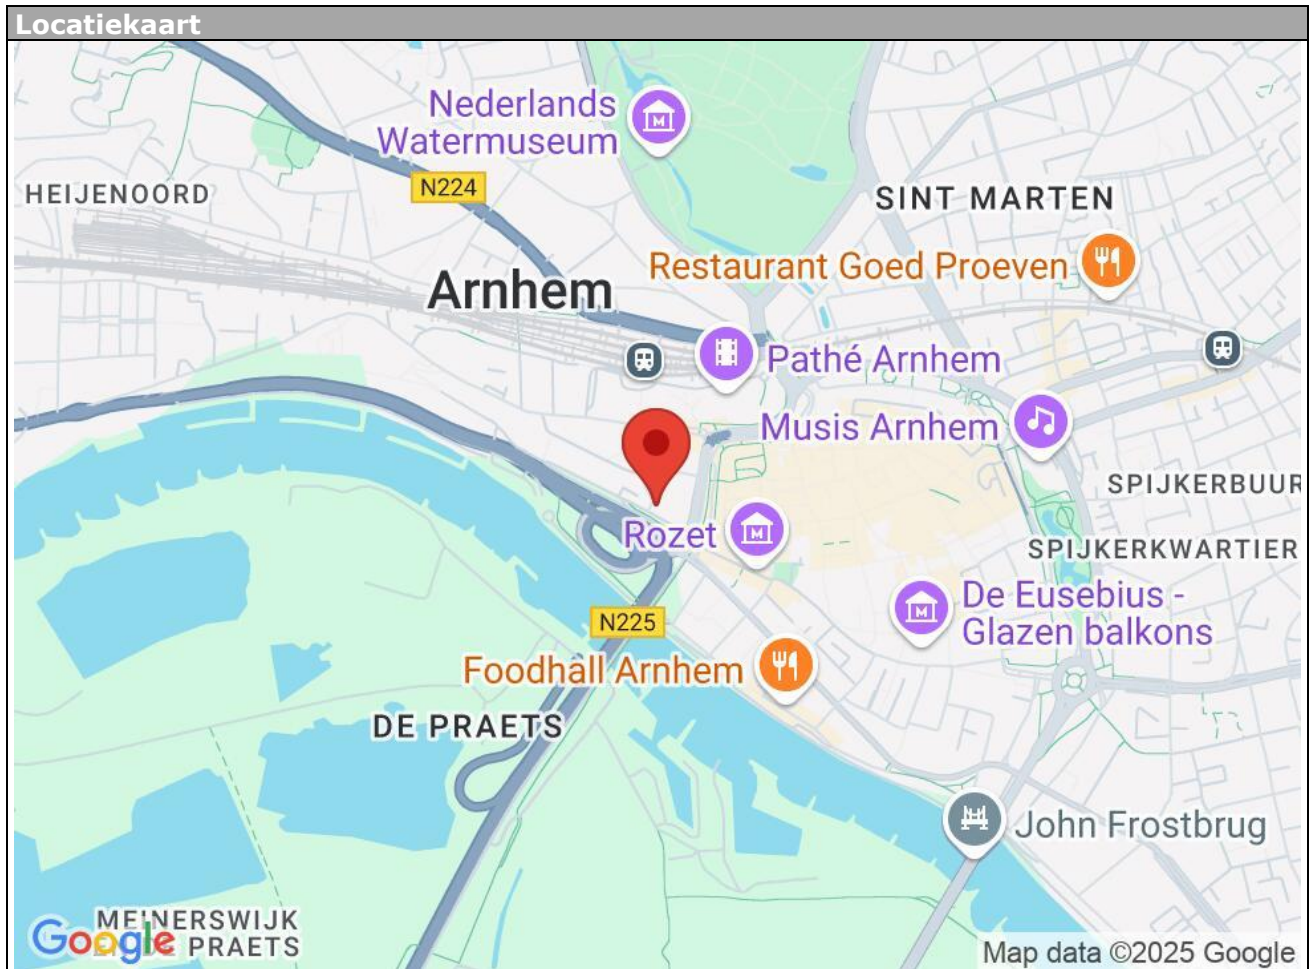 Locatiekaart
Nederlands
Watermuseum
N224
HEIJENOORD
SINT MARTEN
Restaurant Goed Proeven
Arnhem
Pathé Arnhem
Musis Arnhem
SPIJKERBUUR
Rozet
SPIJKERKWARTIER
De Eusebius -
Glazen balkons
N225
Foodhall Arnhem
DE PRAETS
John Frostbrug
MEINERSWIJK
PRAETS
Google
Map data ©2025 Google